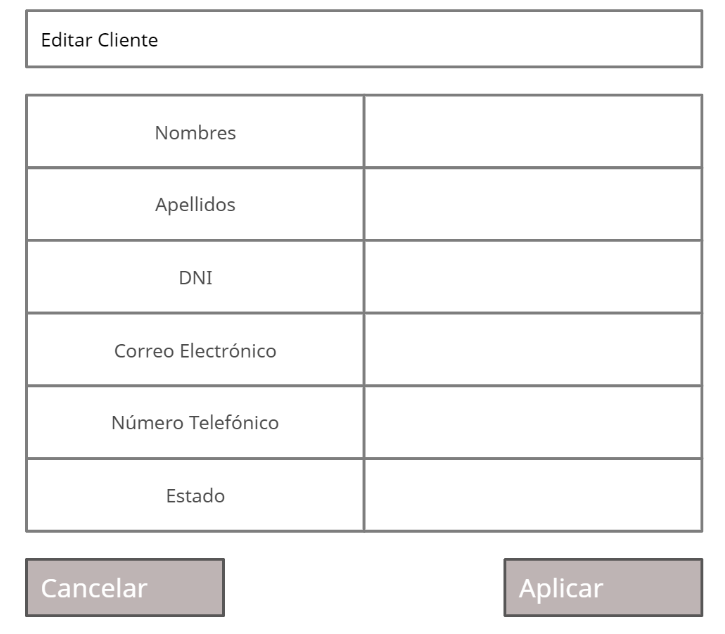 Editar Cliente
Nombres
Apellidos
DNI
Correo Electrónico
Número Telefónico
Estado
Cancelar
Aplicar